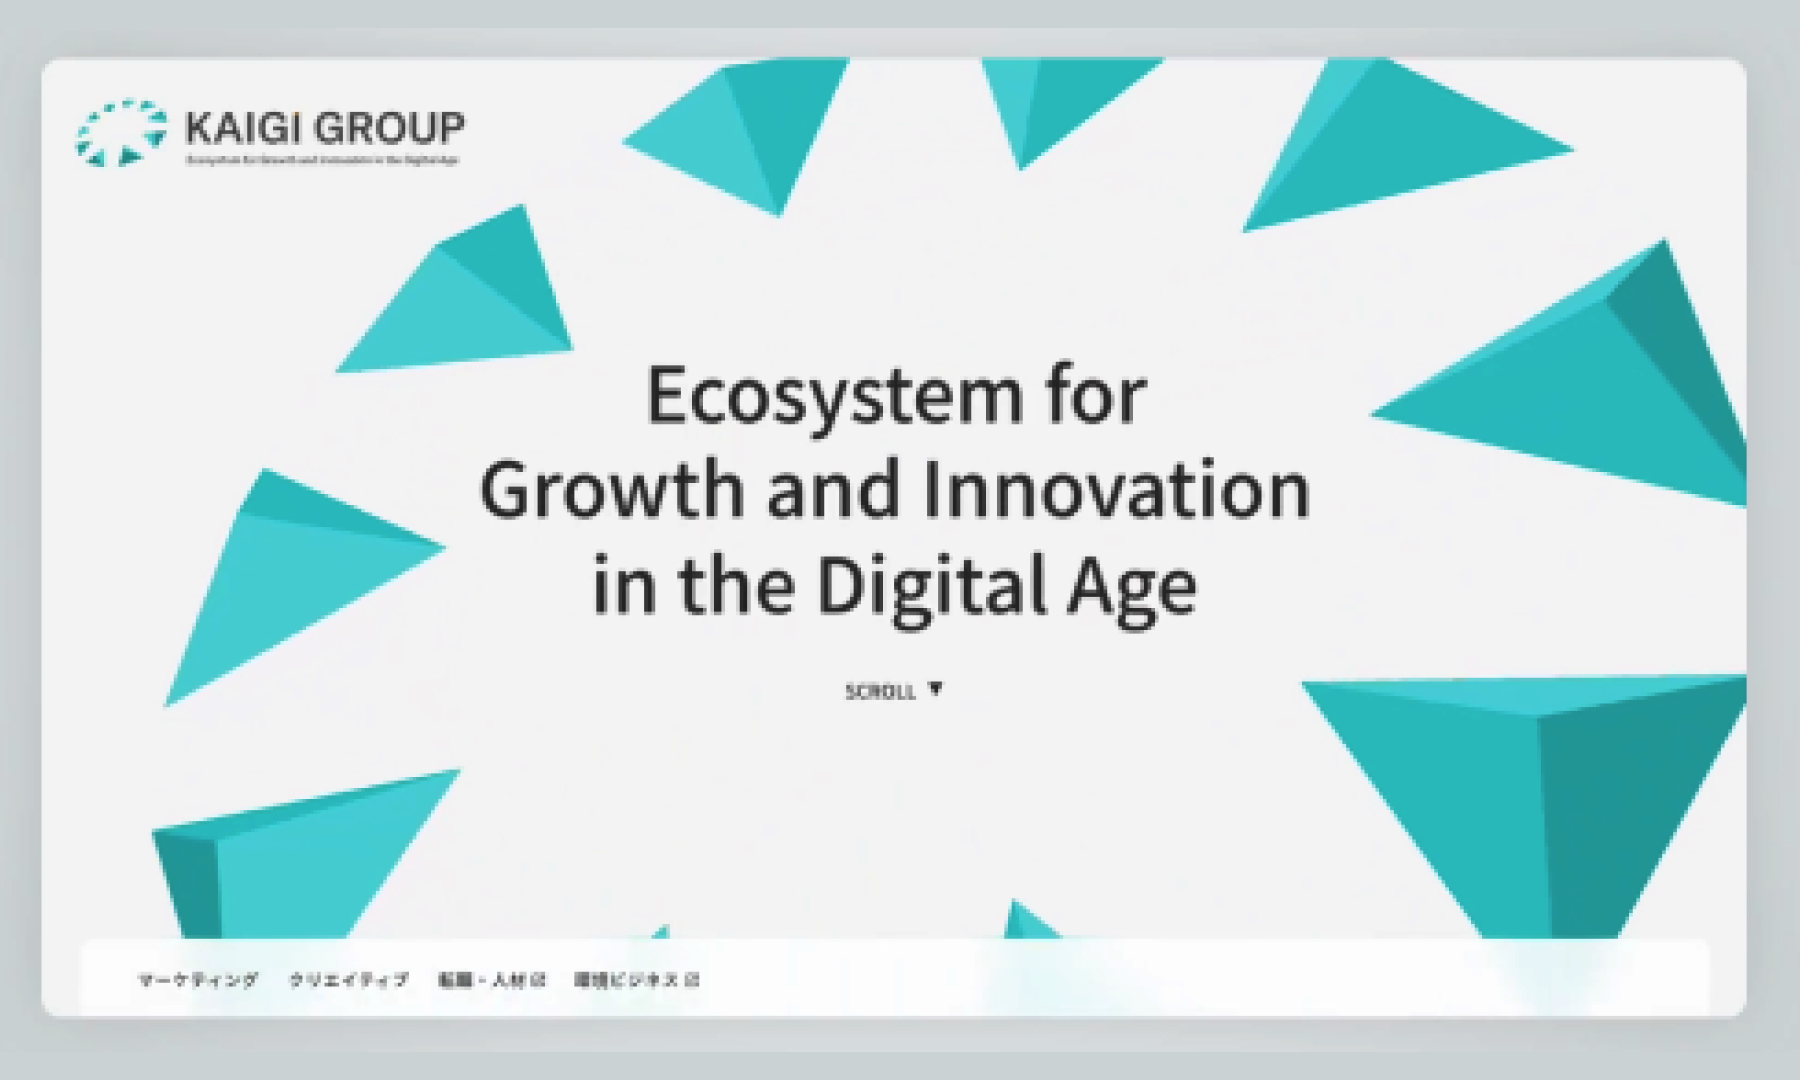 KAIGI GROUP
Ecosystem for Growth and Innovation in the Digital Age
Ecosystem for
Growth and Innovation
in the Digital Age
SCROLL ▼
マーケティング クリエイティブ 転職・人材 環境ビジネス